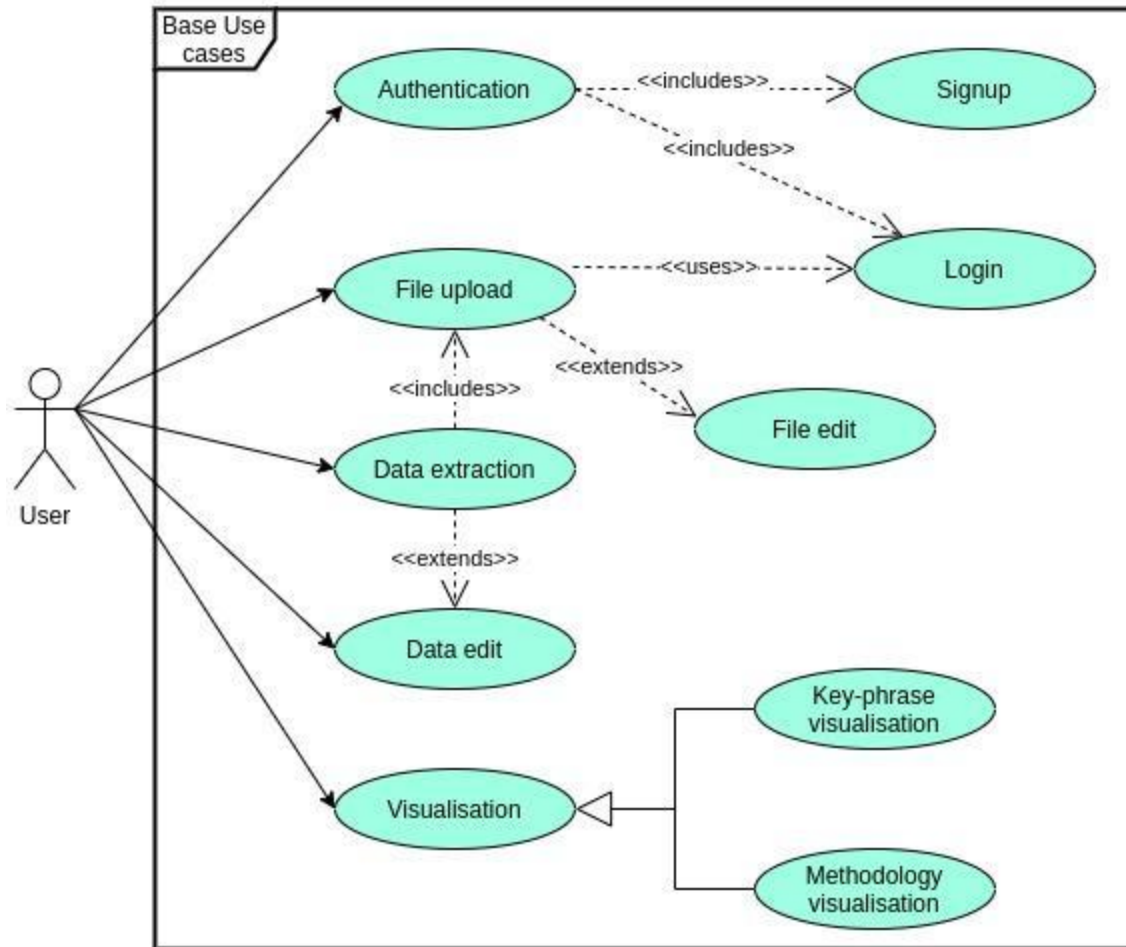 Base Use
cases
Authentication
<<includes>>
Signup
<<includes>>
File upload
<<uses>>
Login
<<includes>>
<<extends>>
File edit
Data extraction
User
<<extends>>
Data edit
Key-phrase
visualisation
Visualisation
Methodology
visualisation